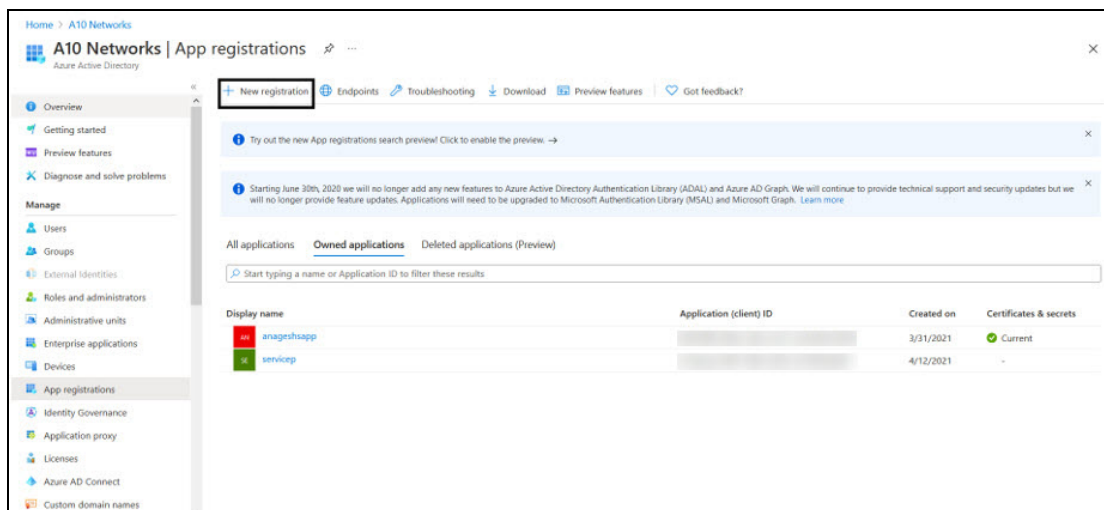 Home > A10 Networks
A10 Networks | App registrations
Azure Active Directory
New registration
Endpoints
Troubleshooting
Download
Preview features
Got feedback?
Overview
Getting started
Preview features
Diagnose and solve problems
Manage
Users
Groups
External Identities
Roles and administrators
Administrative units
Enterprise applications
Devices
App registrations
Identity Governance
Application proxy
Licenses
Azure AD Connect
Custom domain names
Try out the new App registrations search preview! Click to enable the preview. →
Starting June 30th, 2020 we will no longer add any new features to Azure Active Directory Authentication Library (ADAL) and Azure AD Graph. We will continue to provide technical support and security updates but we
will no longer provide feature updates. Applications will need to be upgraded to Microsoft Authentication Library (MSAL) and Microsoft Graph. Learn more
All applications Owned applications Deleted applications (Preview)
Start typing a name or Application ID to filter these results
Display name Application (client) ID Created on Certificates & secrets
AN anageshsapp 3/31/2021 Current
SE servicep 4/12/2021 -